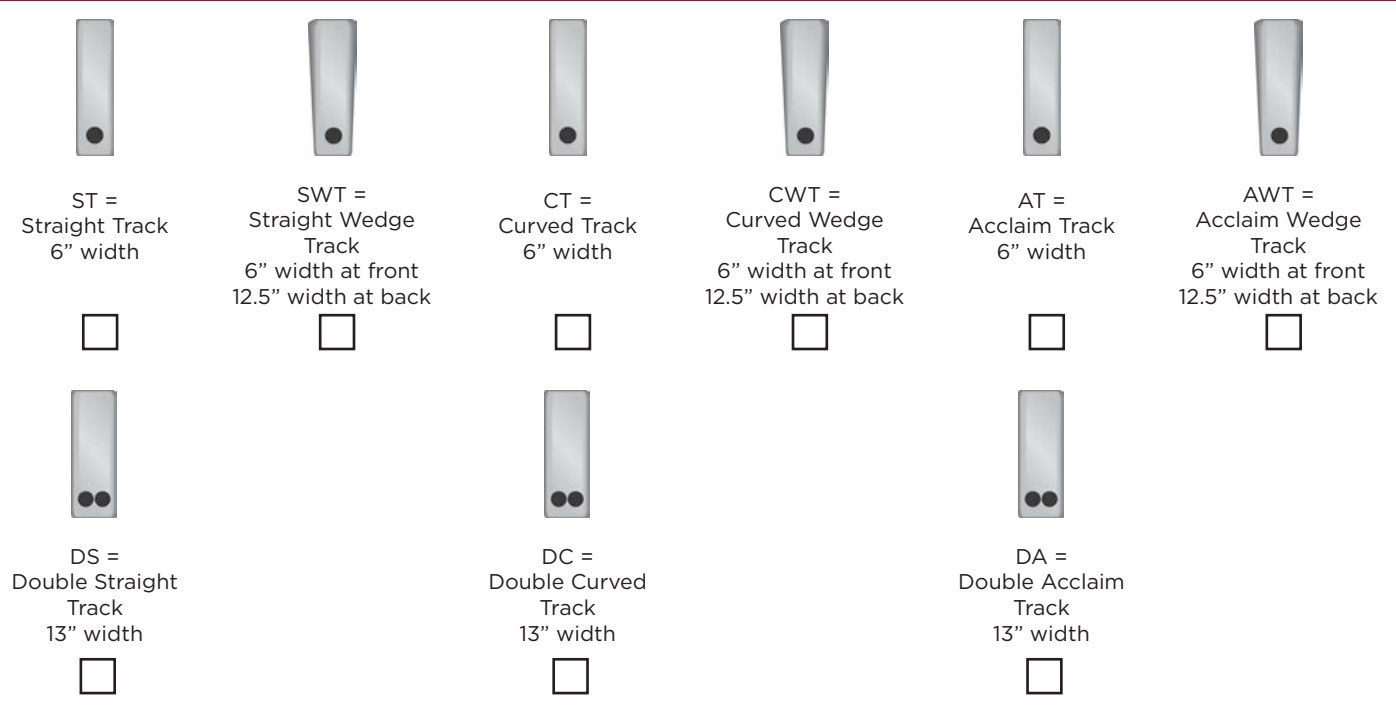 ST =
Straight Track
6” width
SWT =
Straight Wedge
Track
6” width at front
12.5” width at back
CT =
Curved Track
6” width
CWT =
Curved Wedge
Track
6” width at front
12.5” width at back
AT =
Acclaim Track
6” width
AWT =
Acclaim Wedge
Track
6” width at front
12.5” width at back
DS =
Double Straight
Track
13” width
DC =
Double Curved
Track
13” width
DA =
Double Acclaim
Track
13” width